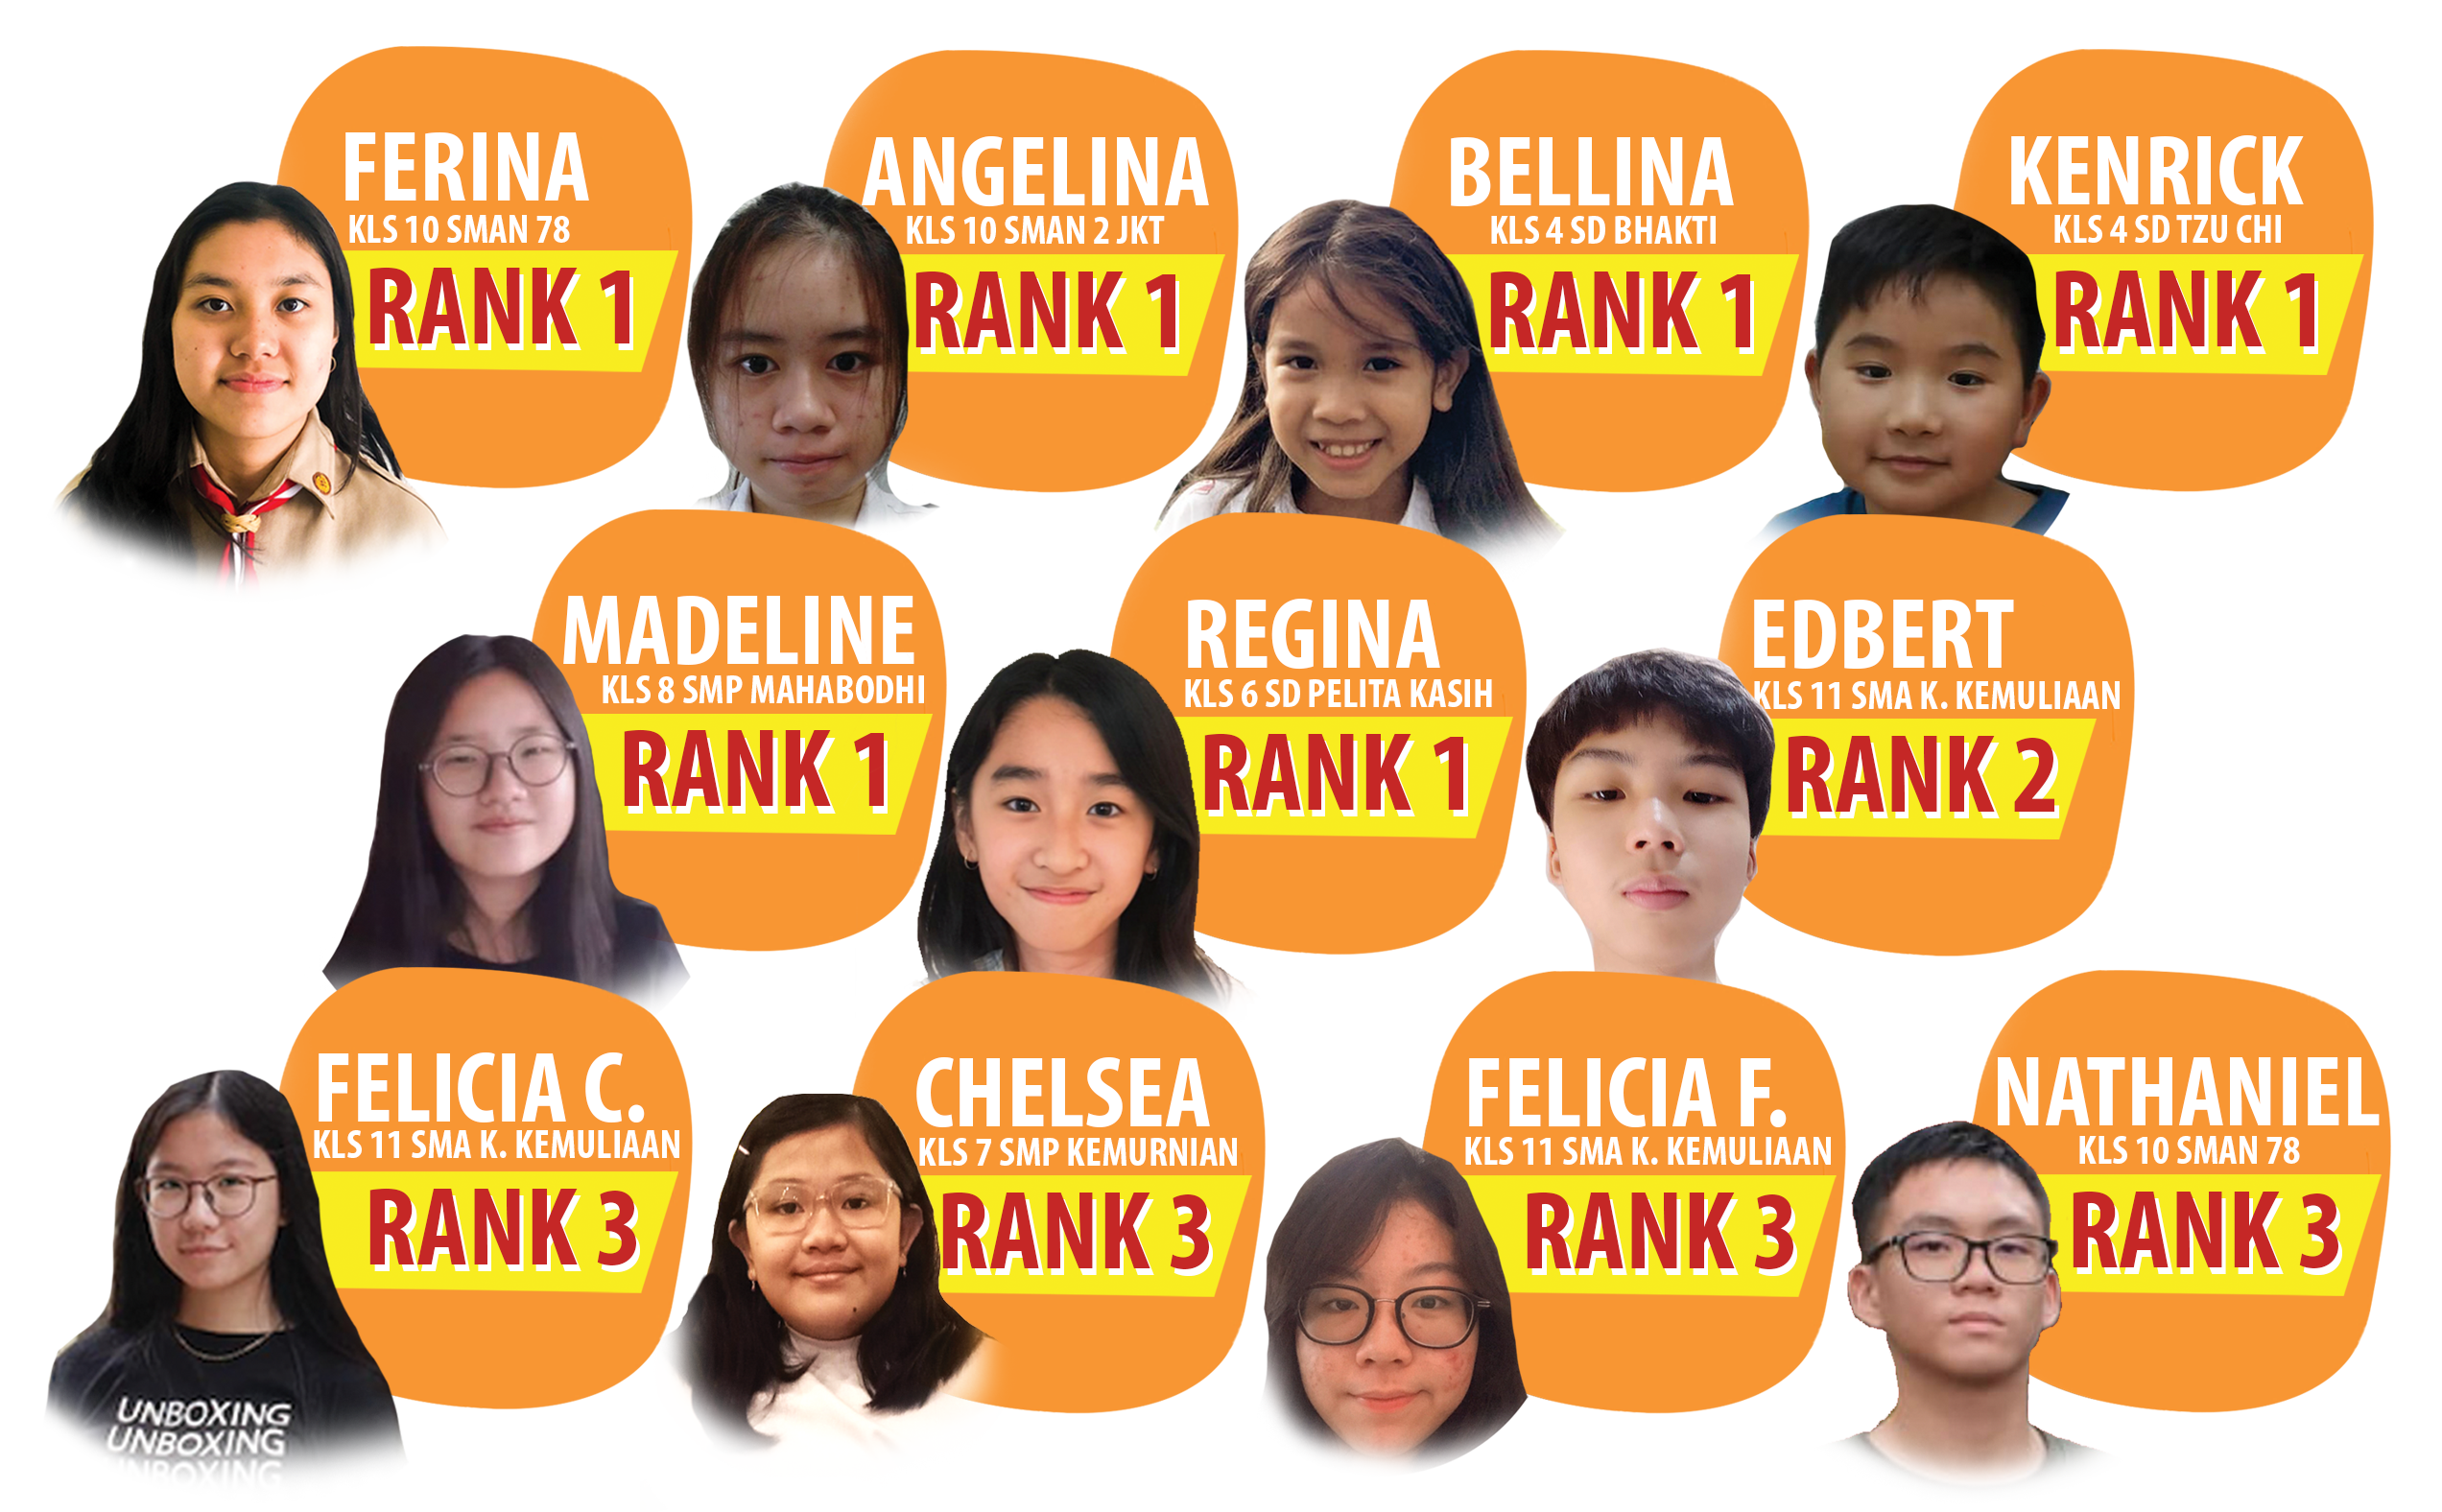 FERINA
KLS 10 SMAN 78
RANK 1
ANGELINA
KLS 10 SMAN 2 JKT
RANK 1
BELLINA
KLS 4 SD BHAKTI
RANK 1
KENRICK
KLS 4 SD TZU CHI
RANK 1
MADELINE
KLS 8 SMP MAHABODHI
RANK 1
REGINA
KLS 6 SD PELITA KASIH
RANK 1
EDBERT
KLS 11 SMA K. KEMULIAAN
RANK 2
FELICIA C.
KLS 11 SMA K. KEMULIAAN
RANK 3
UNBOXING
UNBOXING
UNBOXING
CHELSEA
KLS 7 SMP KEMURNIAN
RANK 3
FELICIA F.
KLS 11 SMA K. KEMULIAAN
RANK 3
NATHANIEL
KLS 10 SMAN 78
RANK 3